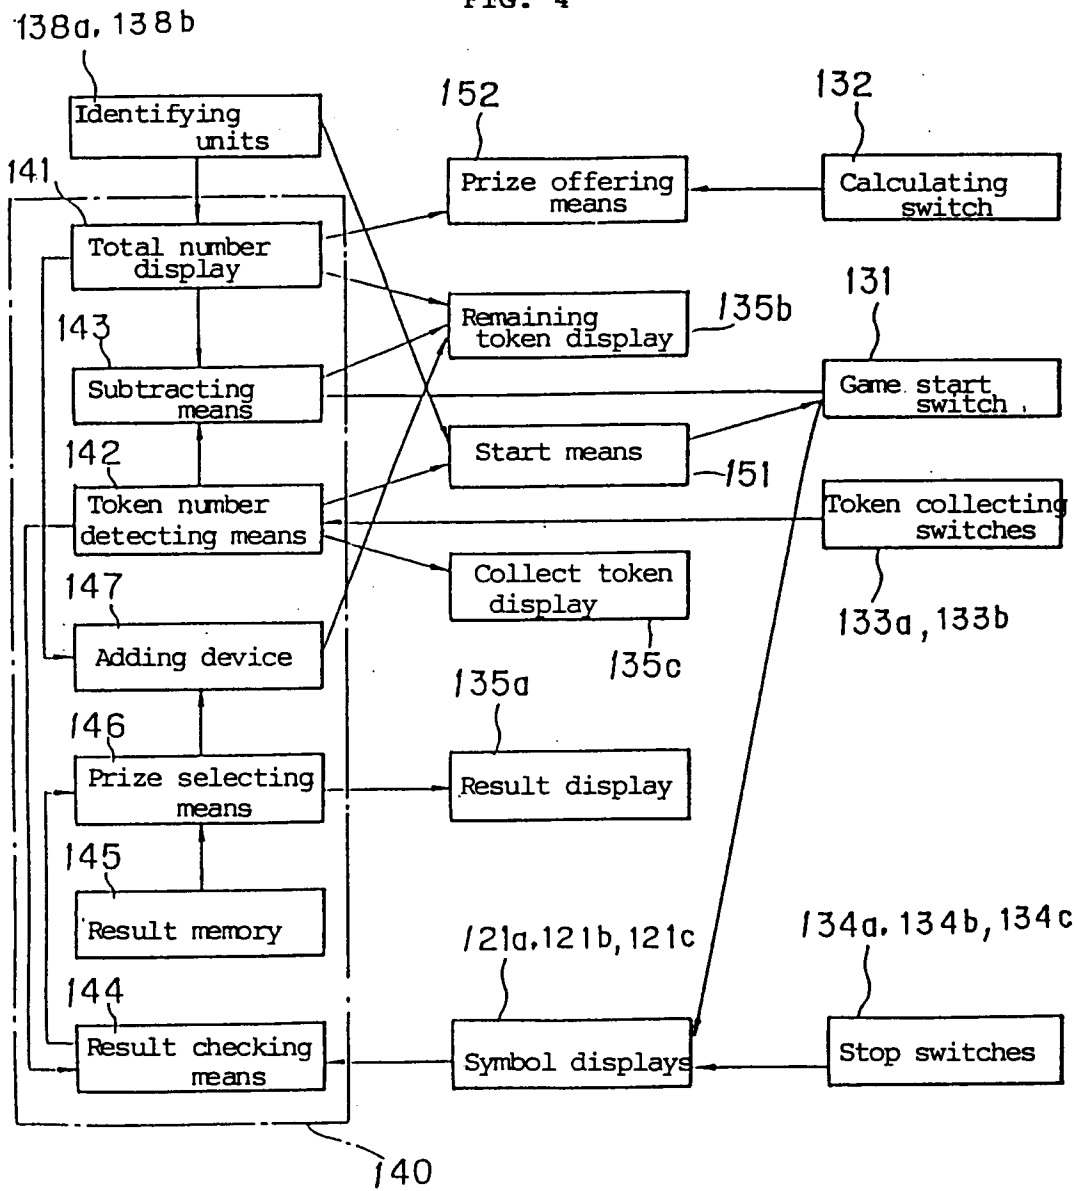 FIG. 4
138a, 138b
Identifying
units
152
132
141
Prize offering
means
Calculating
switch
Total number
display
131
143
Remaining
token display
135b
Subtracting
means
Game start
switch
142
Start means
151
Token number
detecting means
Token collecting
switches
Collect token
display
147
133a, 133b
Adding device
135c
135a
146
Prize selecting
means
Result display
145
Result memory
121a, 121b, 121c
134a, 134b, 134c
144
Result checking
means
Symbol displays
Stop switches
140